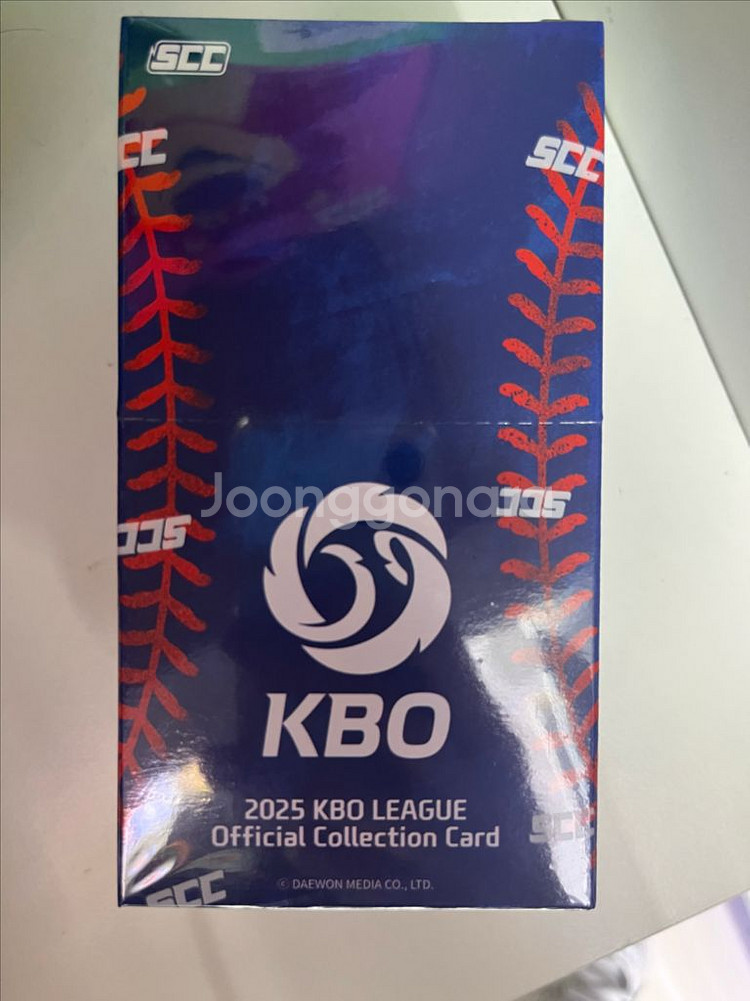 SCC
SCC
SCC
Joonggonara
SCC
SCC
KBO
2025 KBO LEAGUE
Official Collection Card
SCC
© DAEWON MEDIA CO., LTD.
SCC